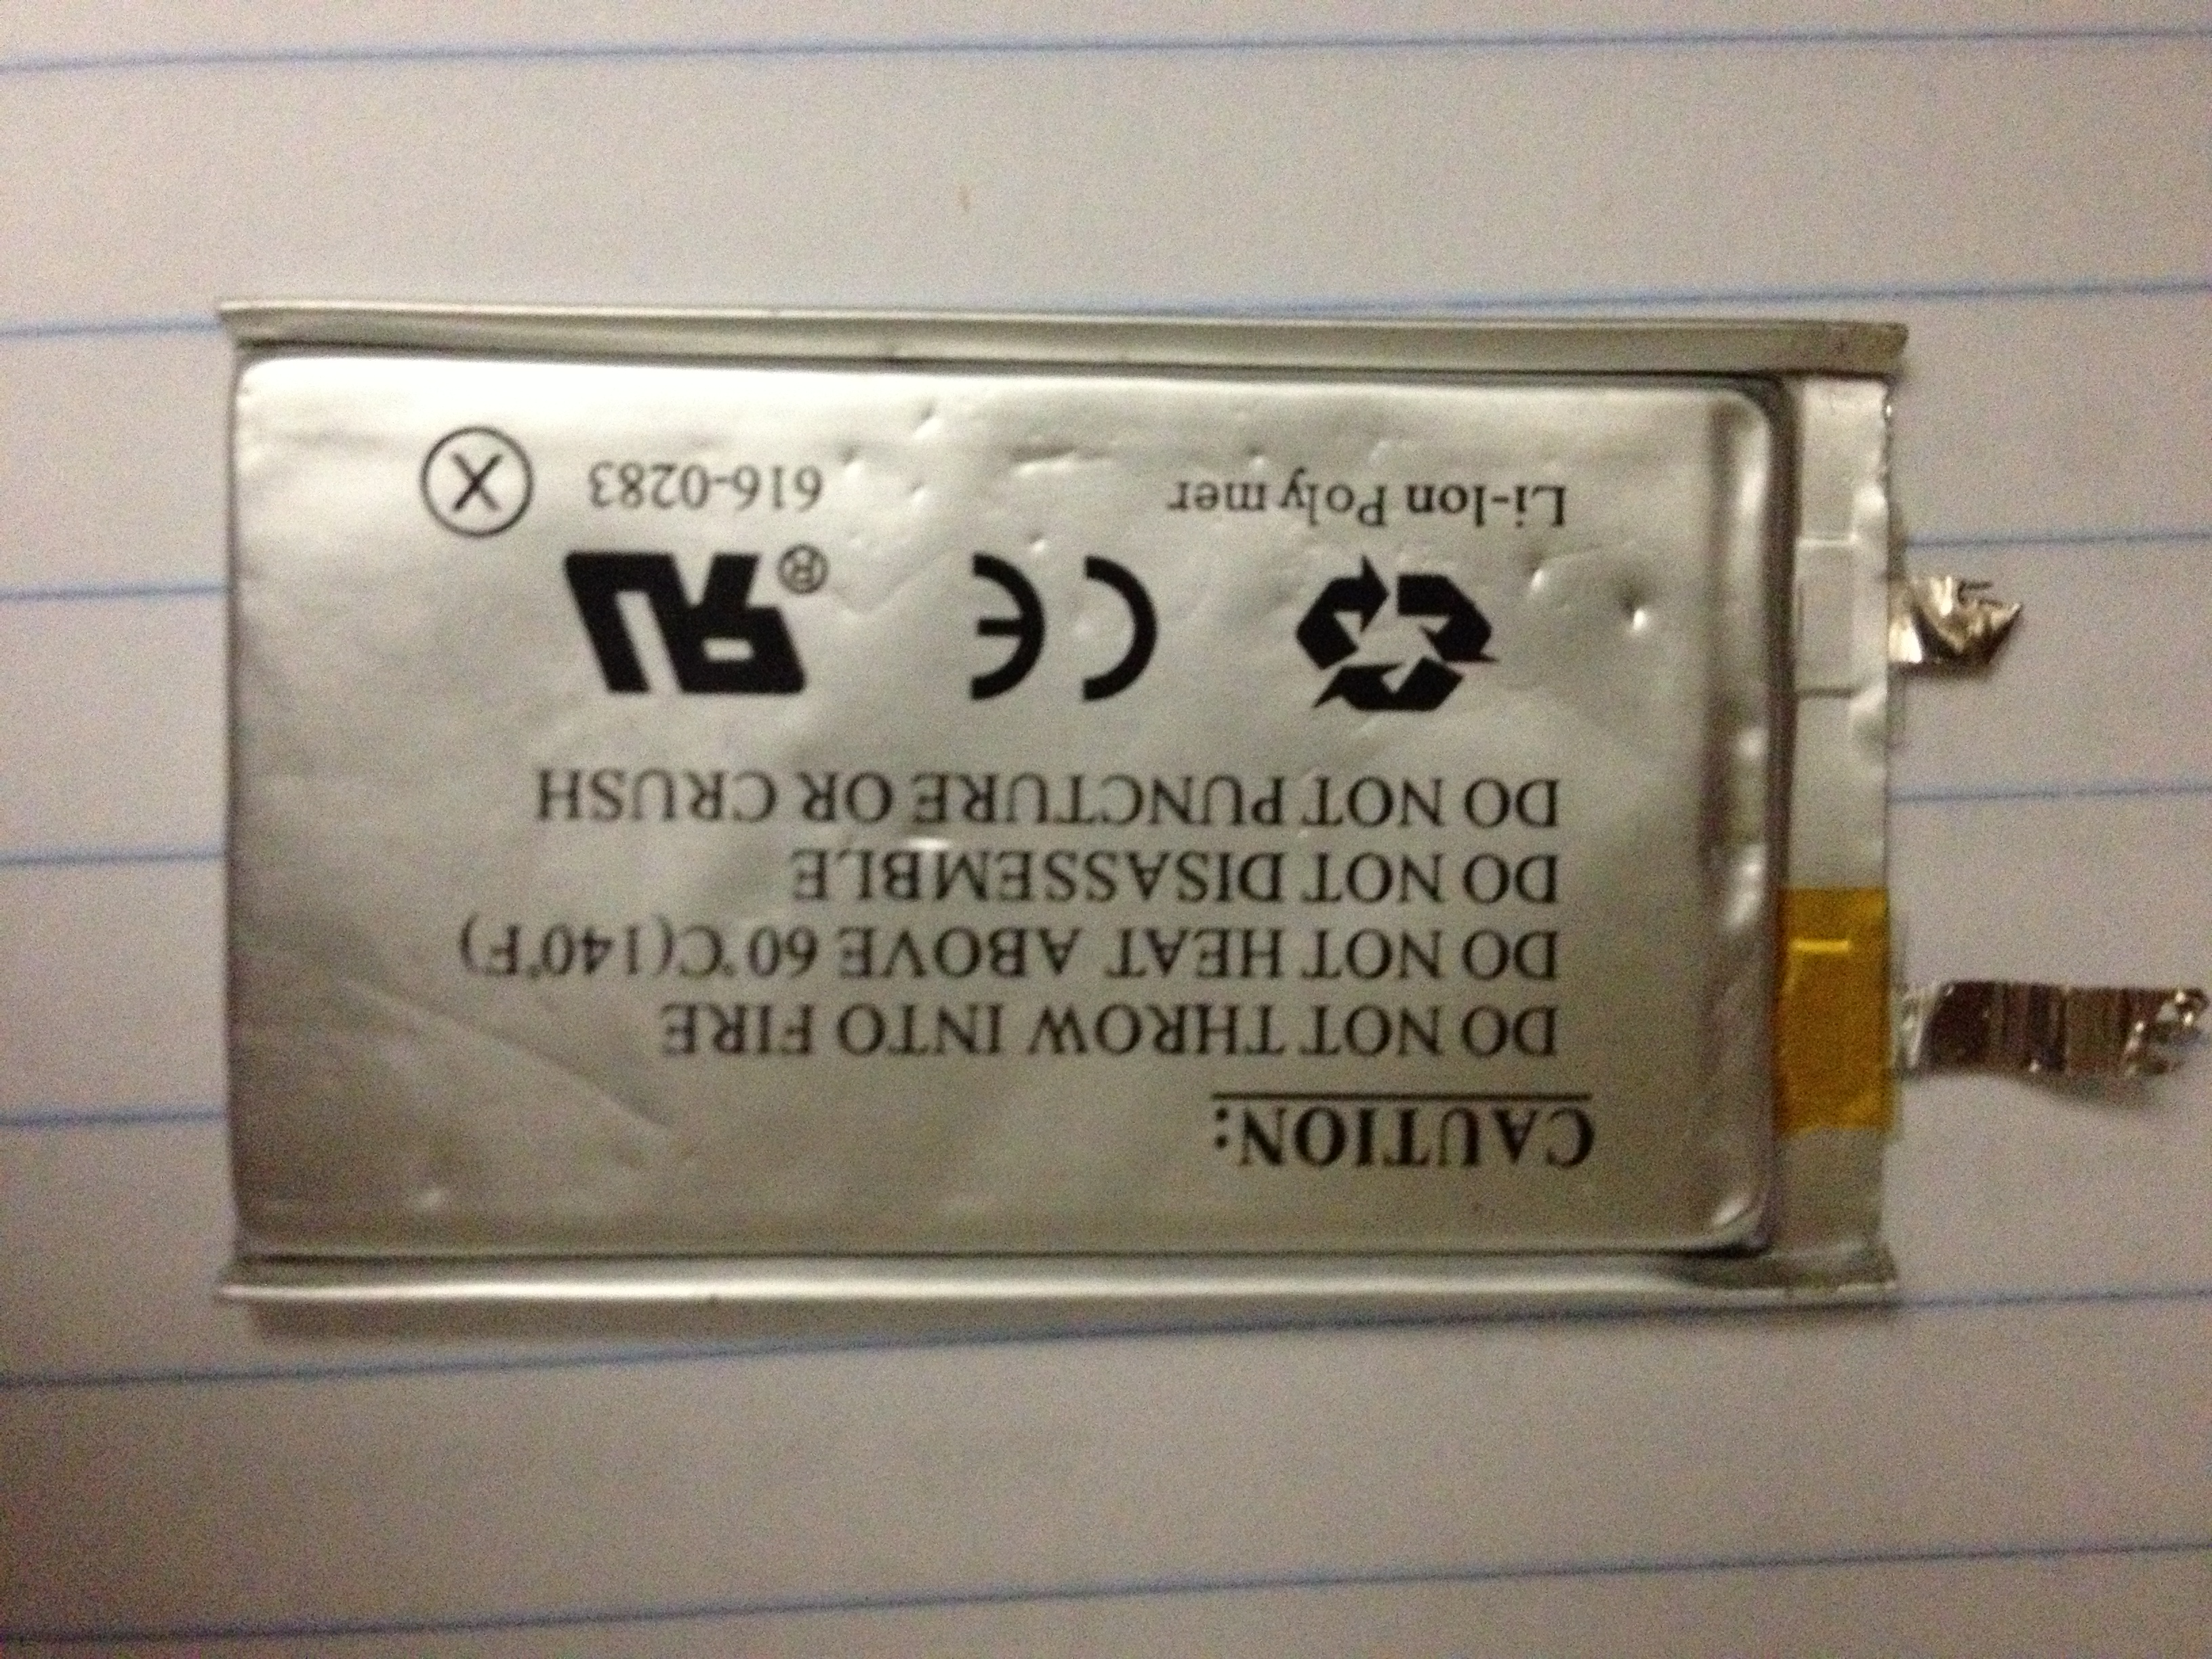 CAUTION:
DO NOT THROW INTO FIRE
DO NOT HEAT ABOVE 60℃(140°F)
DO NOT DISASSEMBLE
DO NOT PUNCTURE OR CRUSH
CE
®
Li-Ion Polymer 616-0283 X